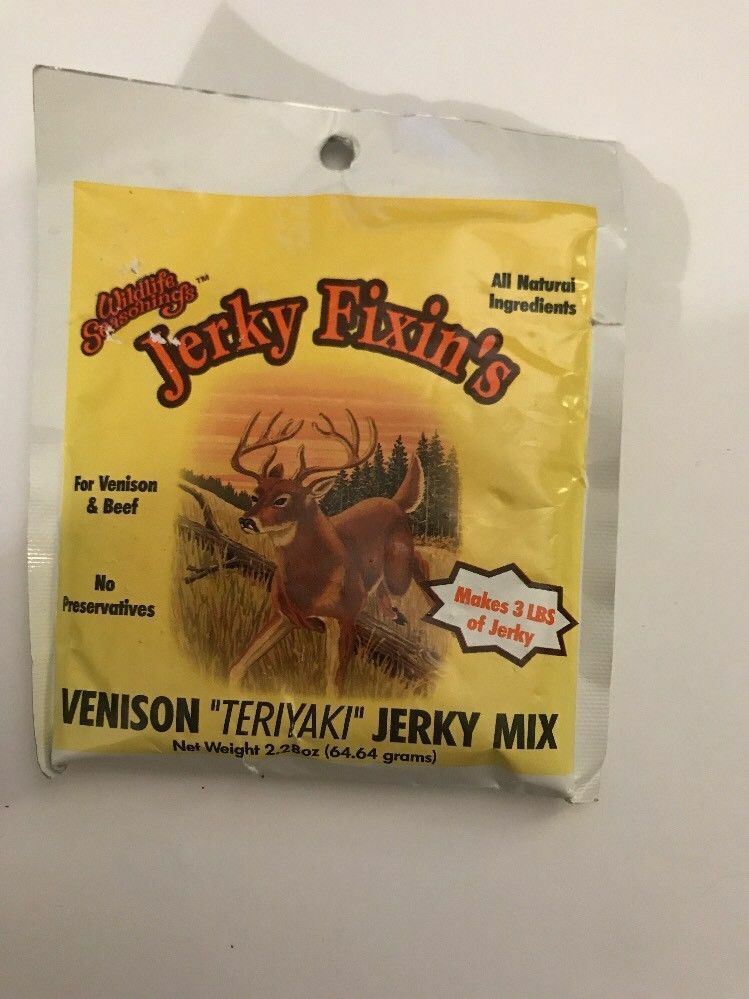 Wildlife
Seasonings™
Jerky Fixin's
All Natural
Ingredients
For Venison
& Beef
No
Preservatives
Makes 3 LBS
of Jerky
VENISON "TERIYAKI" JERKY MIX
Net Weight 2.28oz (64.64 grams)